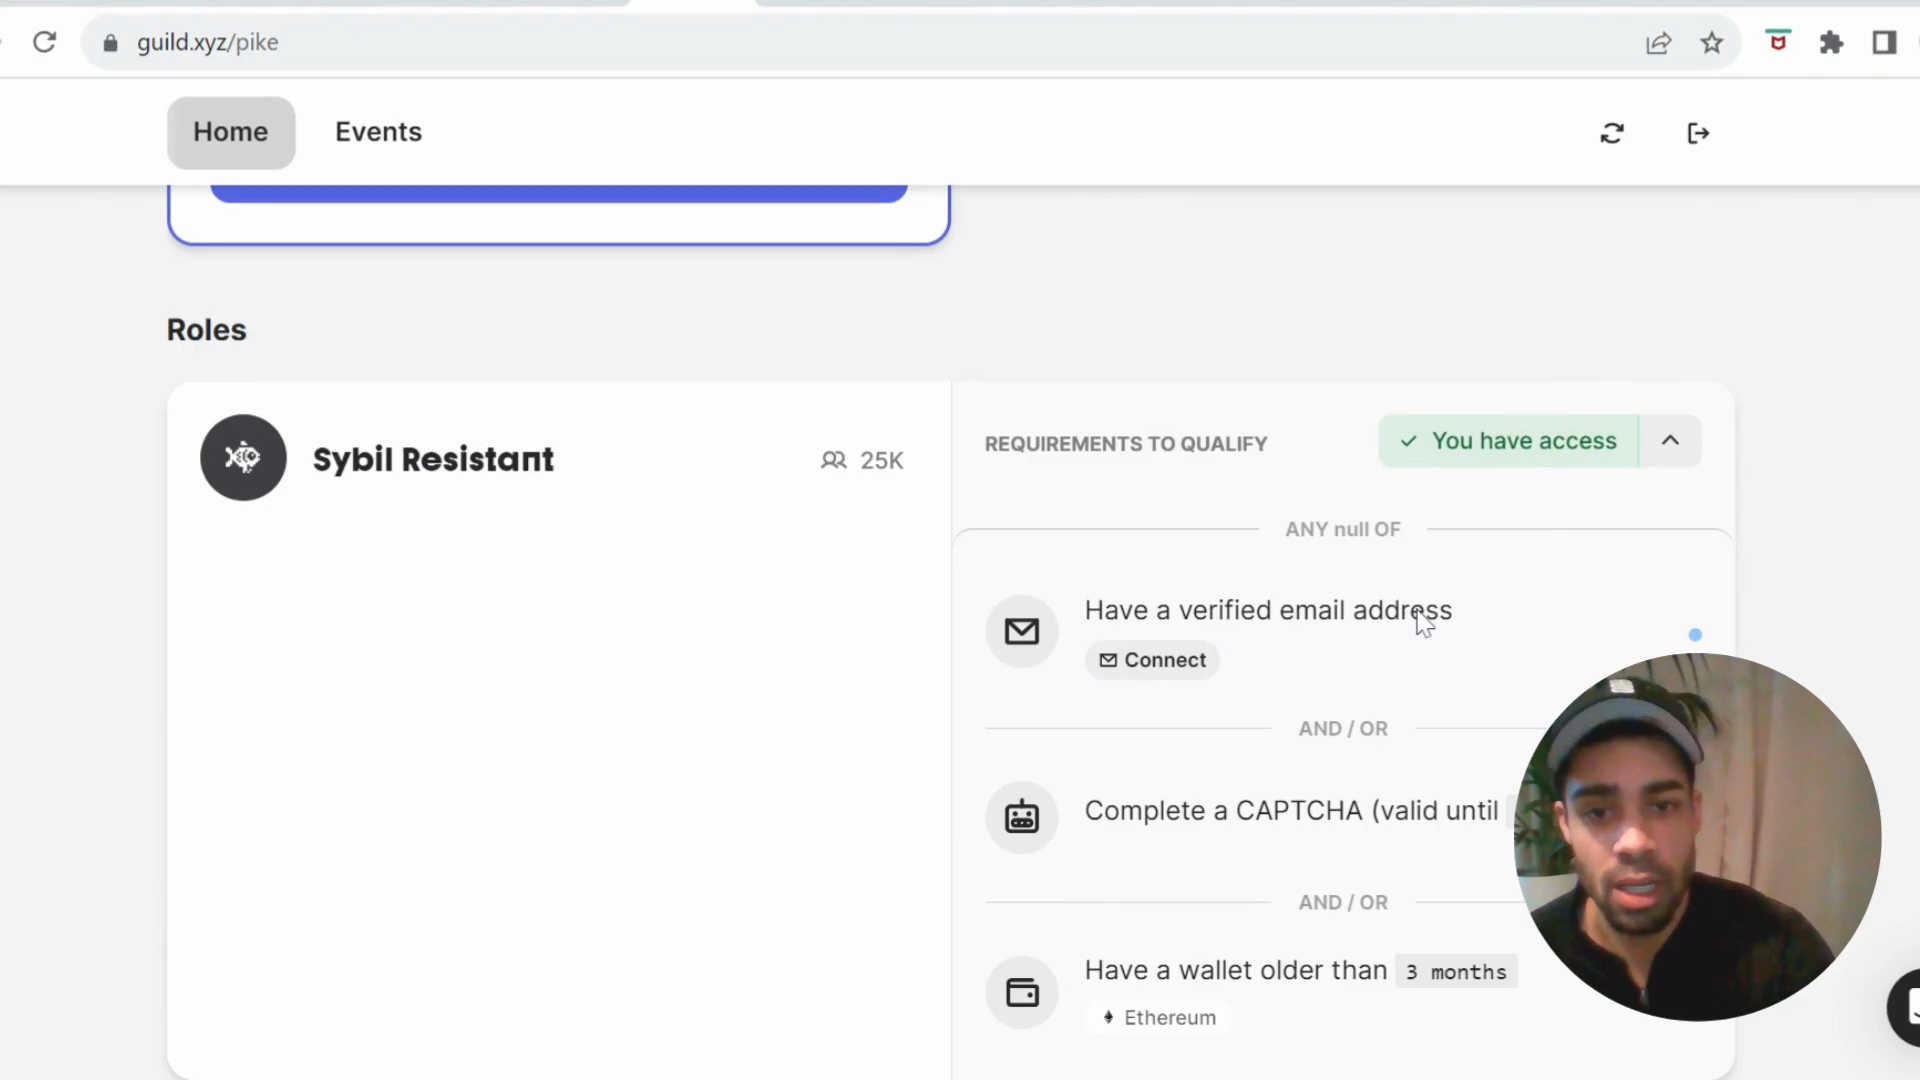 guild.xyz/pike
Home
Events
Roles
Sybil Resistant
25K
REQUIREMENTS TO QUALIFY
You have access
ANY null OF
Have a verified email address
Connect
AND / OR
Complete a CAPTCHA (valid until
AND / OR
Have a wallet older than 3 months
Ethereum